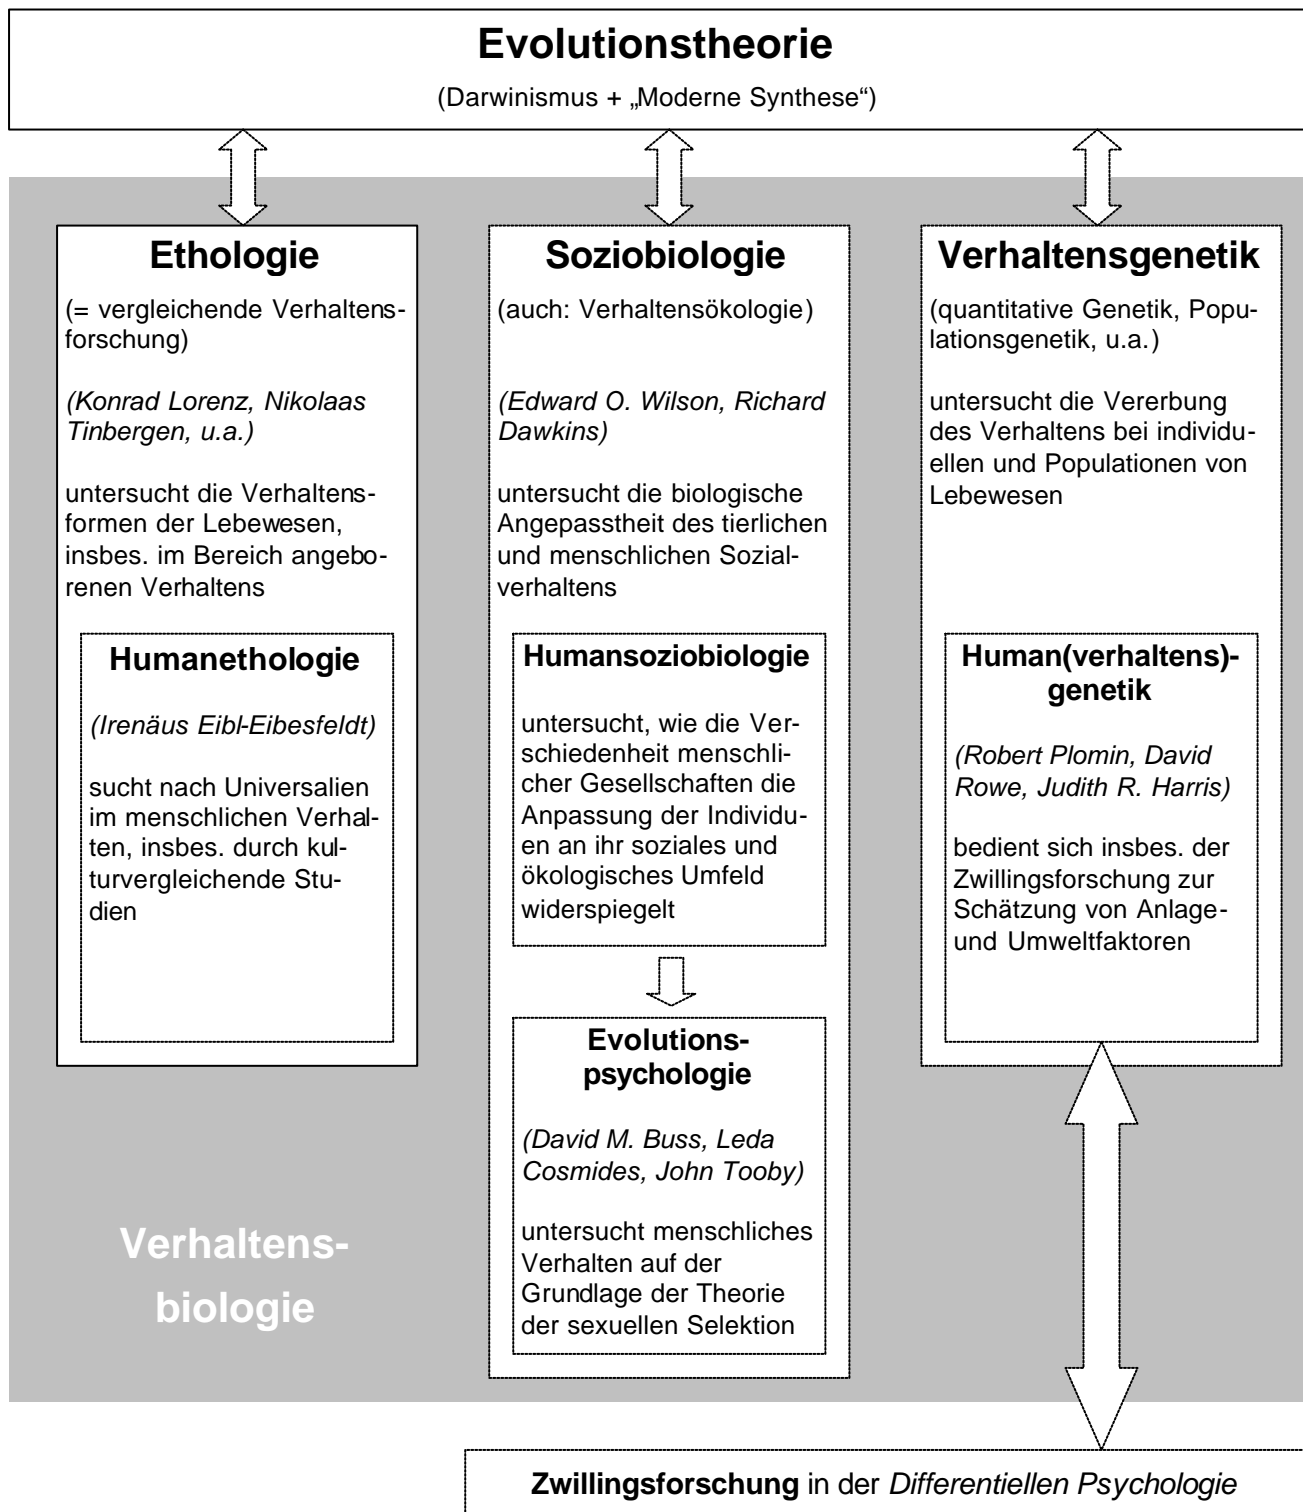 Evolutionstheorie
(Darwinismus + „Moderne Synthese“)
Ethologie
(= vergleichende Verhaltens-
forschung)
(Konrad Lorenz, Nikolaas
Tinbergen, u.a.)
untersucht die Verhaltens-
formen der Lebewesen,
insbes. im Bereich angebo-
renen Verhaltens
Humanethologie
(Irenäus Eibl-Eibesfeldt)
sucht nach Universalien
im menschlichen Verhal-
ten, insbes. durch kul-
turvergleichende Stu-
dien
Soziobiologie
(auch: Verhaltensökologie)
(Edward O. Wilson, Richard
Dawkins)
untersucht die biologische
Angepasstheit des tierlichen
und menschlichen Sozial-
verhaltens
Humansoziobiologie
untersucht, wie die Ver-
schiedenheit menschli-
cher Gesellschaften die
Anpassung der Individu-
en an ihr soziales und
ökologisches Umfeld
widerspiegelt
Evolutions-
psychologie
(David M. Buss, Leda
Cosmides, John Tooby)
untersucht menschliches
Verhalten auf der
Grundlage der Theorie
der sexuellen Selektion
Verhaltensgenetik
(quantitative Genetik, Popu-
lationsgenetik, u.a.)
untersucht die Vererbung
des Verhaltens bei individu-
ellen und Populationen von
Lebewesen
Human(verhaltens)-
genetik
(Robert Plomin, David
Rowe, Judith R. Harris)
bedient sich insbes. der
Zwillingsforschung zur
Schätzung von Anlage-
und Umweltfaktoren
Verhaltens-
biologie
Zwillingsforschung in der Differentiellen Psychologie